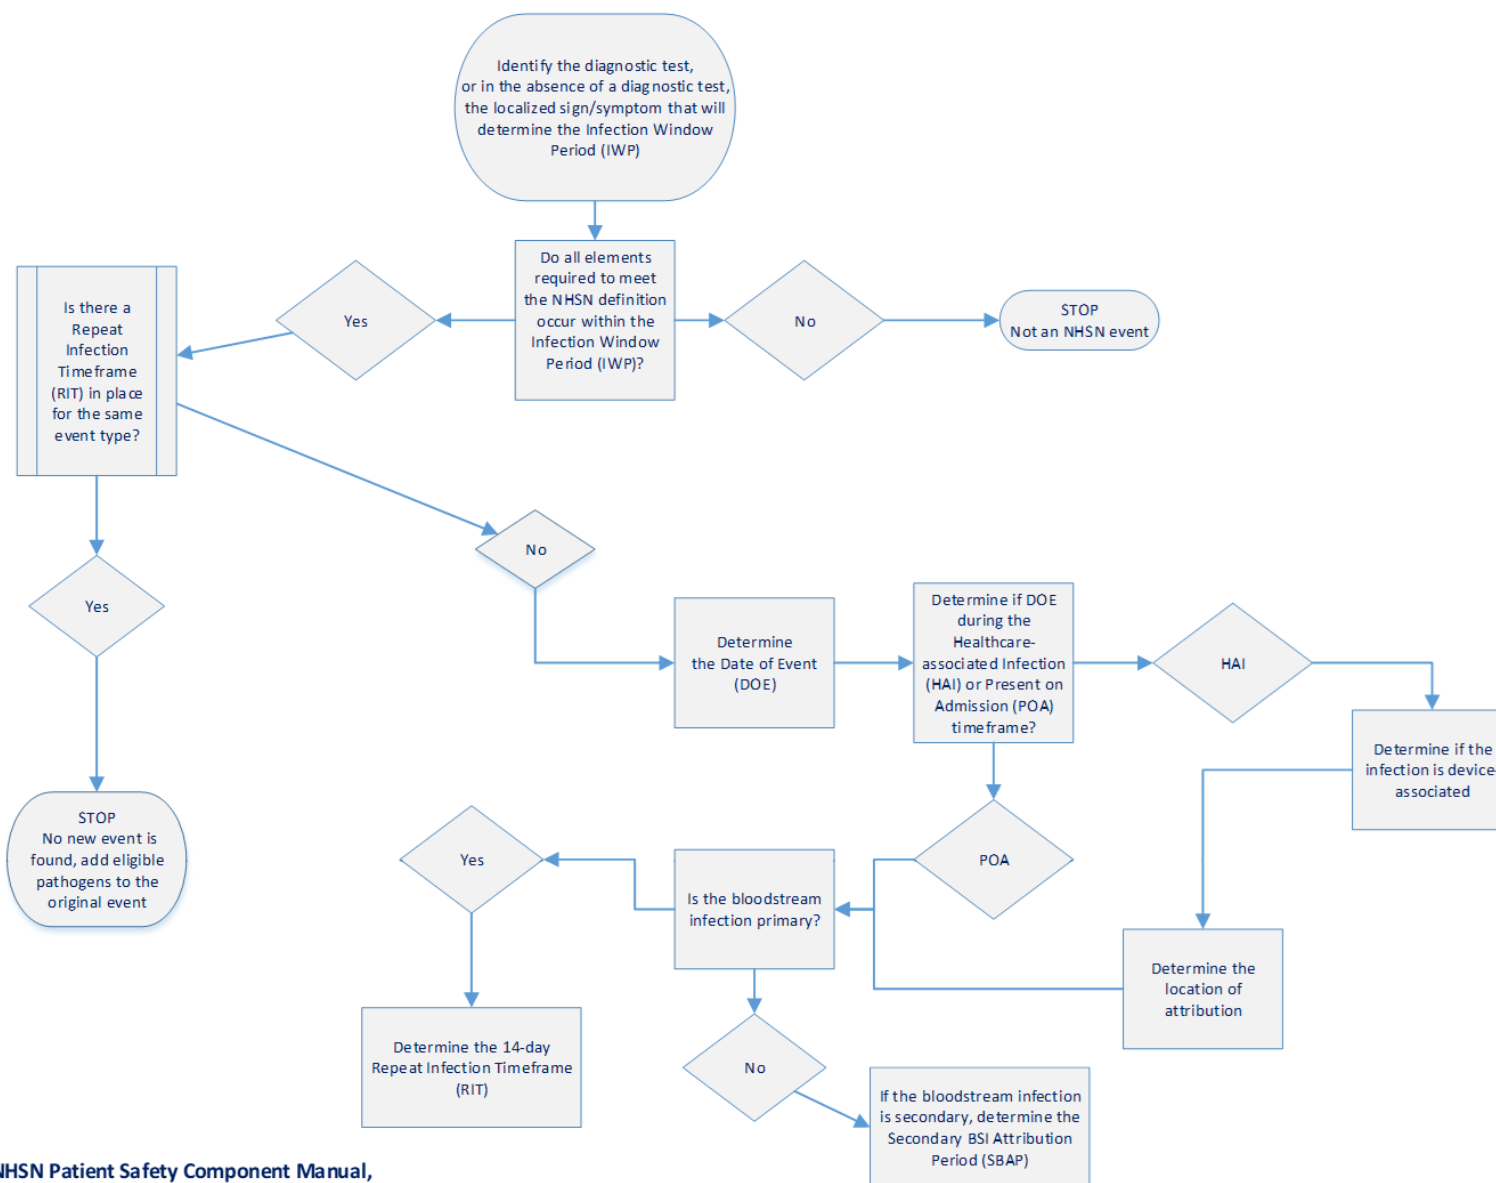 Identify the diagnostic test,
or in the absence of a diagnostic test,
the localized sign/symptom that will
determine the Infection Window
Period (IWP)
Do all elements
required to meet
the NHSN definition
occur within the
Infection Window
Period (IWP)?
Yes
No
STOP
Not an NHSN event
Is there a
Repeat
Infection
Timeframe
(RIT) in place
for the same
event type?
No
Yes
STOP
No new event is
found, add eligible
pathogens to the
original event
Determine
the Date of Event
(DOE)
Determine if DOE
during the
Healthcare-
associated Infection
(HAI) or Present on
Admission (POA)
timeframe?
HAI
Determine if the
infection is device-
associated
POA
Determine the
location of
attribution
Is the bloodstream
infection primary?
Yes
Determine the 14-day
Repeat Infection Timeframe
(RIT)
No
If the bloodstream infection
is secondary, determine the
Secondary BSI Attribution
Period (SBAP)
NHSN Patient Safety Component Manual,